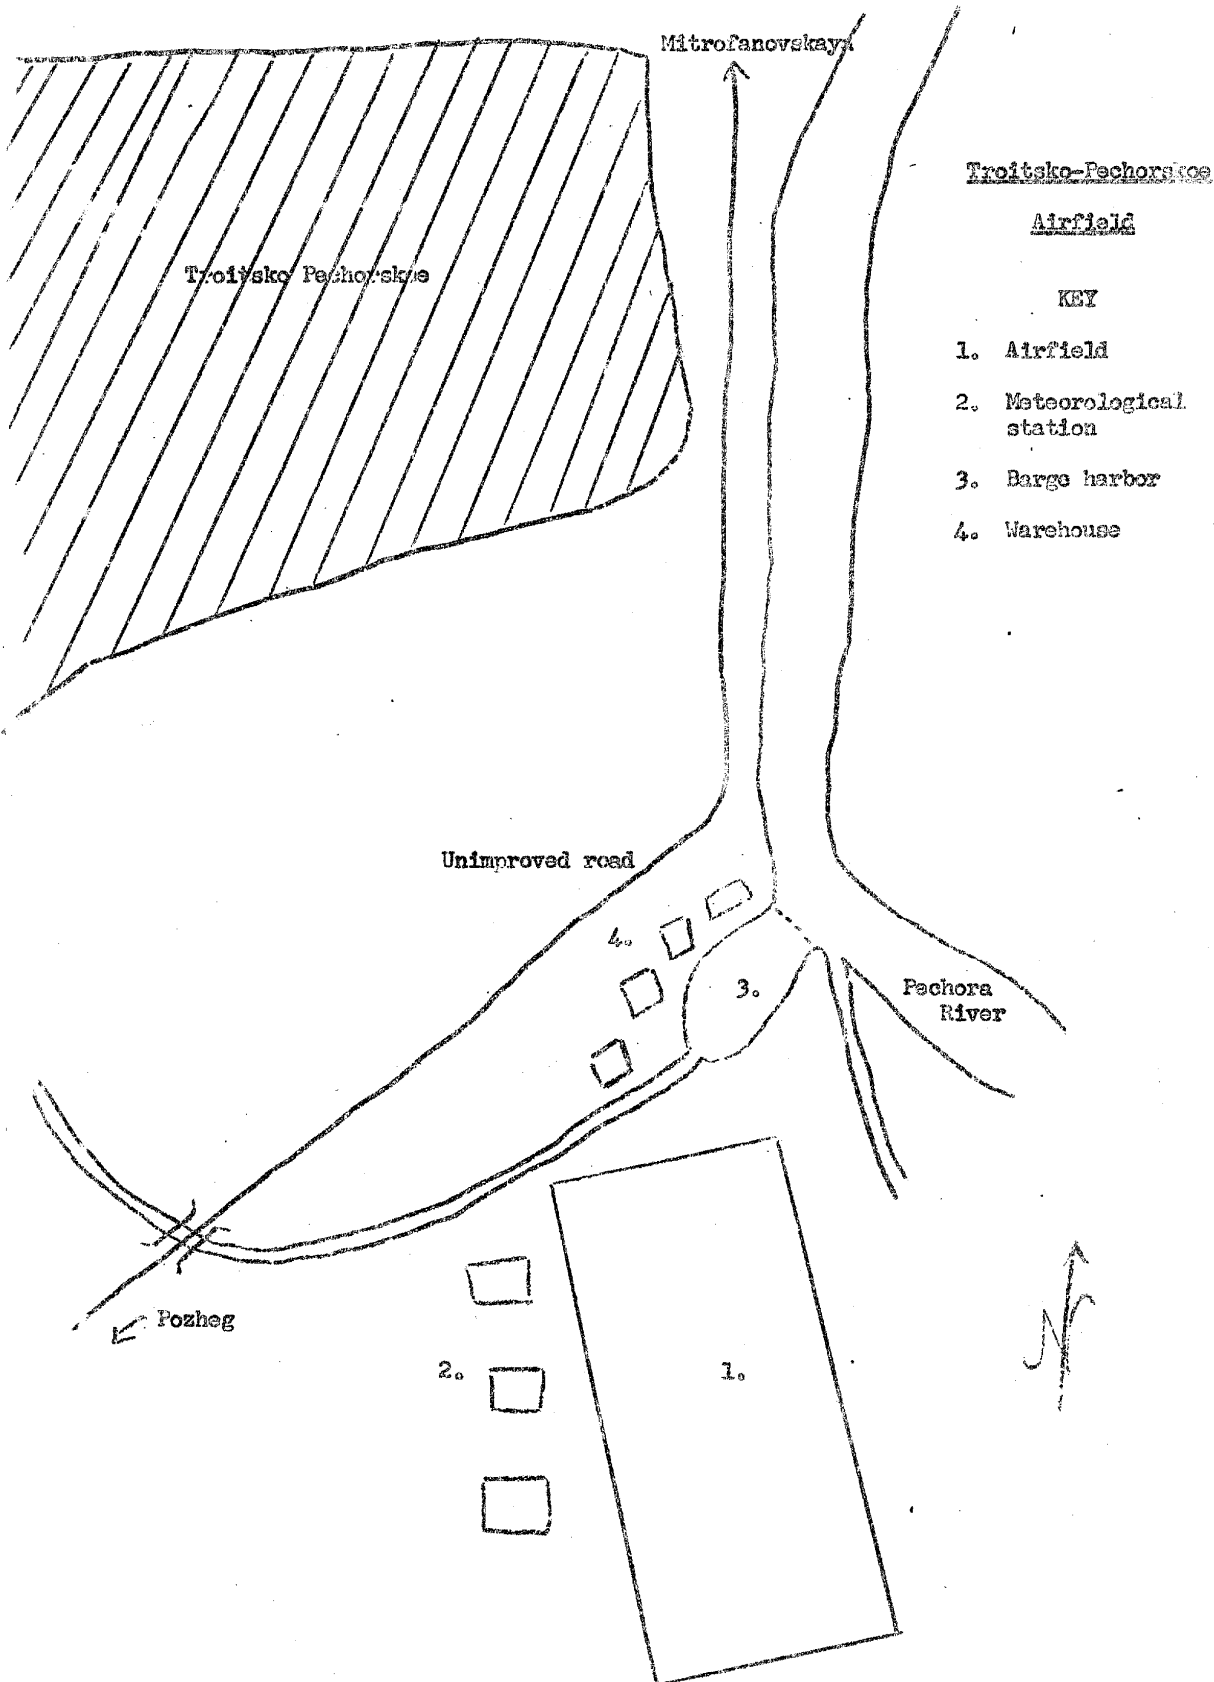 Mitrofanovskaya
Troitsko-Pechorskoe
Airfield
KEY
1. Airfield
2. Meteorological
station
3. Barge harbor
4. Warehouse
Troitsko Pechorskoe
Unimproved road
4.
3.
Pechora
River
Pozheg
2.
1.
N